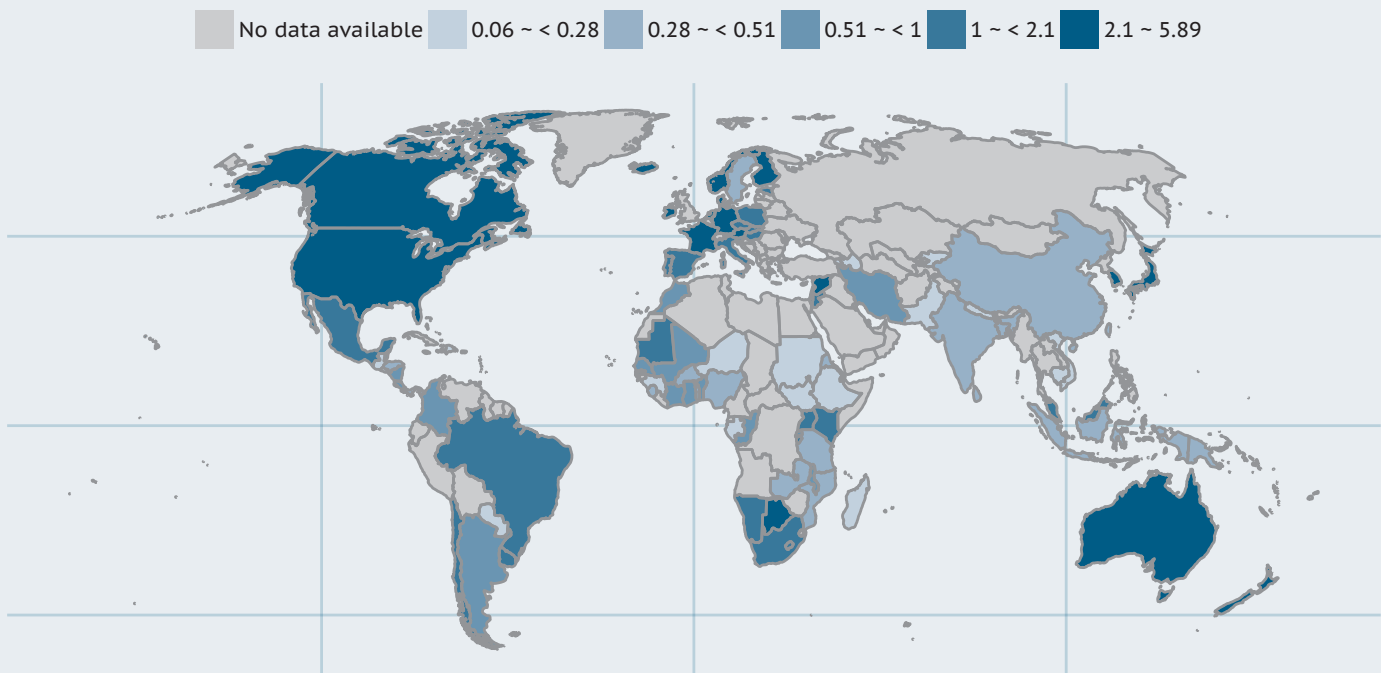 No data available 0.06 ~ < 0.28 0.28 ~ < 0.51 0.51 ~ < 1 1 ~ < 2.1 2.1 ~ 5.89